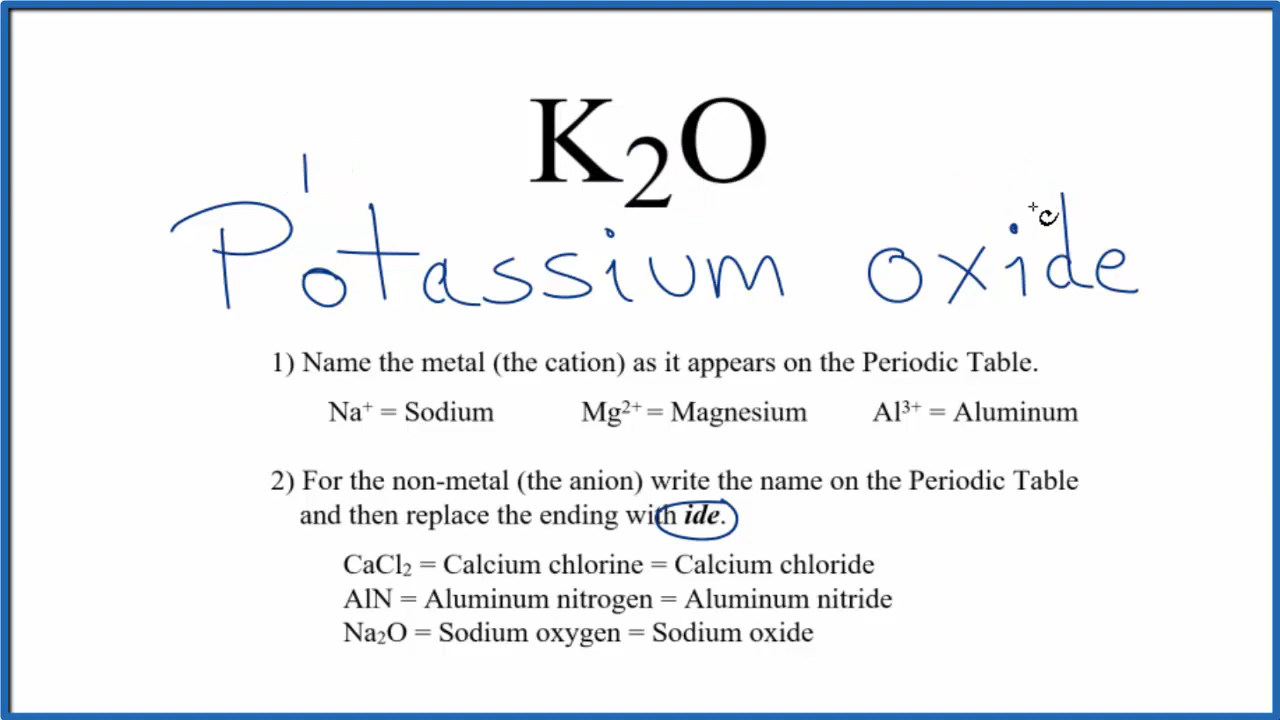 K₂O
1
Potassium oxide
1) Name the metal (the cation) as it appears on the Periodic Table.
Na⁺ = Sodium Mg²⁺ = Magnesium Al³⁺ = Aluminum
2) For the non-metal (the anion) write the name on the Periodic Table
and then replace the ending with ide.
CaCl₂ = Calcium chlorine = Calcium chloride
AlN = Aluminum nitrogen = Aluminum nitride
Na₂O = Sodium oxygen = Sodium oxide